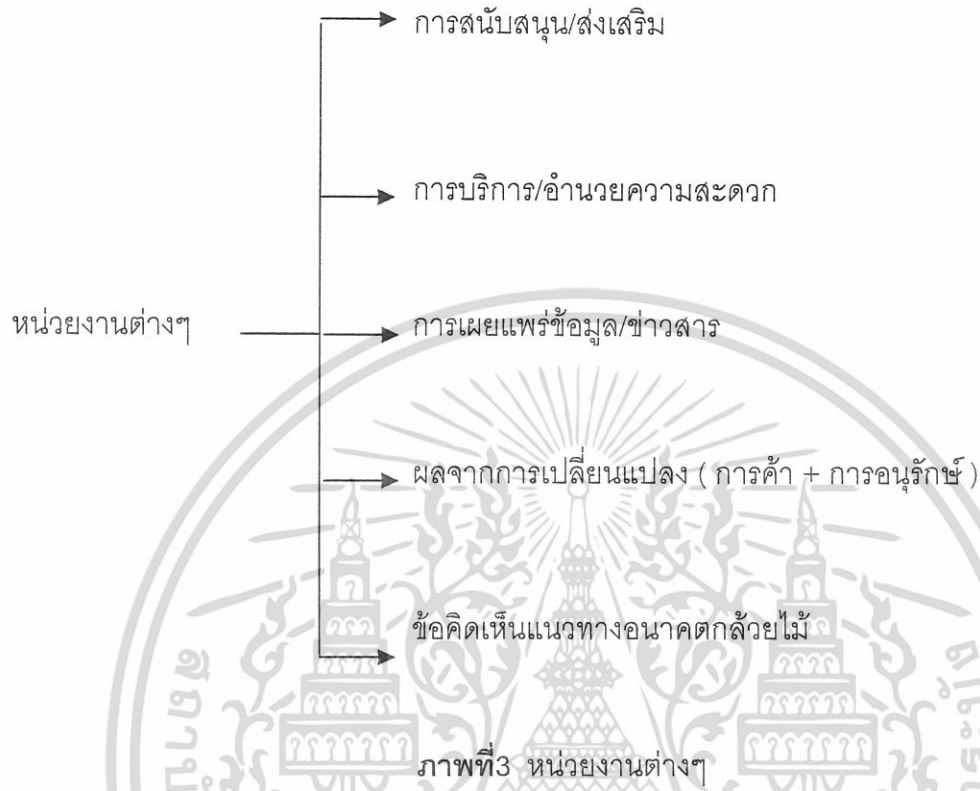 การสนับสนุน/ส่งเสริม
การบริการ/อำนวยความสะดวก
หน่วยงานต่างๆ
การเผยแพร่ข้อมูล/ข่าวสาร
ผลจากการเปลี่ยนแปลง ( การค้า + การอนุรักษ์ )
ข้อคิดเห็นแนวทางอนาคตกล้วยไม้
ภาพที่3 หน่วยงานต่างๆ